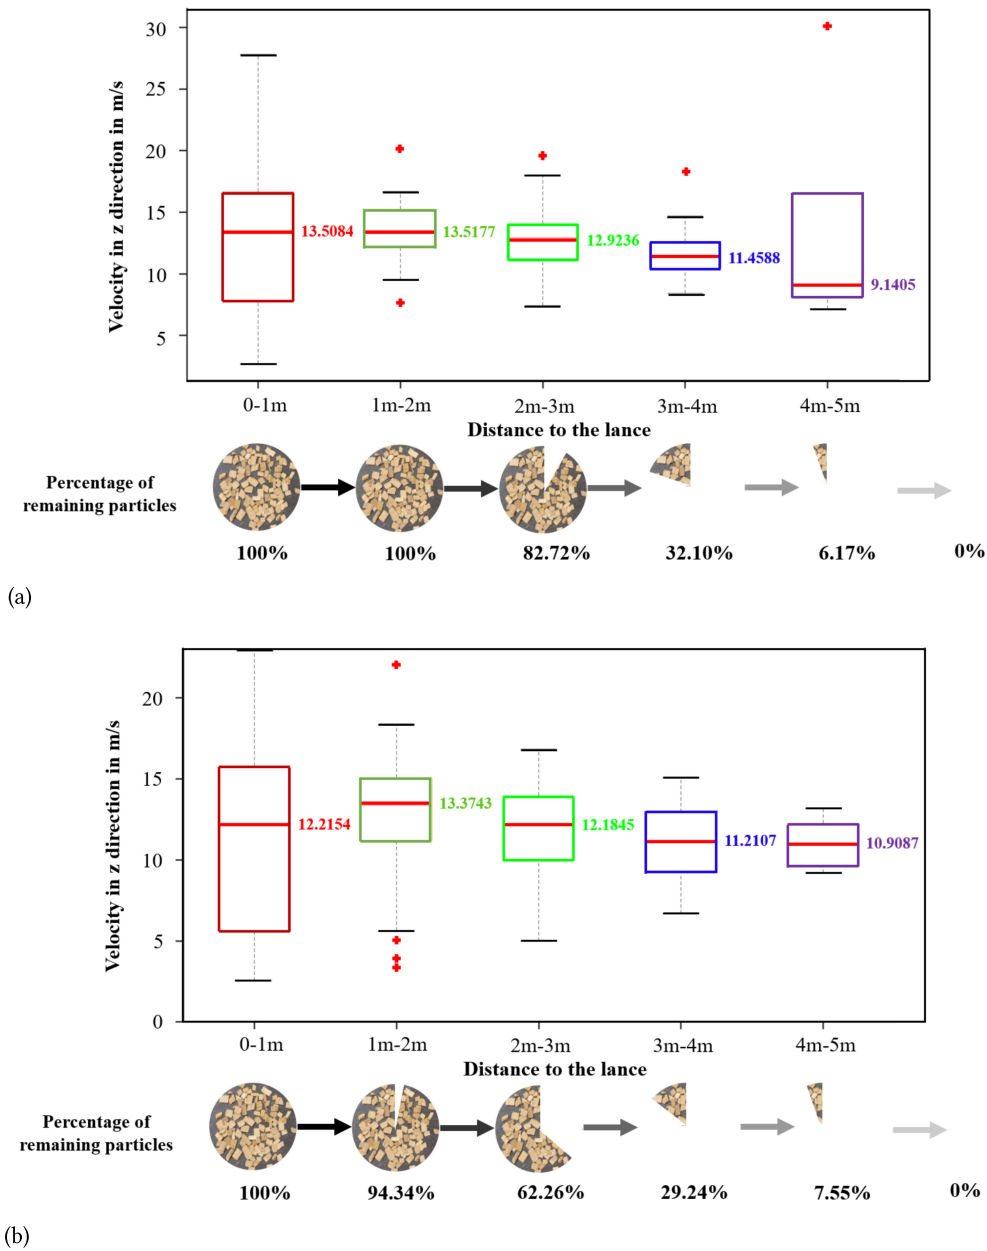 30
25
20
15
10
5
Velocity in z direction in m/s
13.5084
13.5177
12.9236
11.4588
9.1405
0-1m 1m-2m 2m-3m 3m-4m 4m-5m
Distance to the lance
Percentage of
remaining particles
100% 100% 82.72% 32.10% 6.17% 0%
(a)
20
15
10
5
0
Velocity in z direction in m/s
12.2154
13.3743
12.1845
11.2107
10.9087
0-1m 1m-2m 2m-3m 3m-4m 4m-5m
Distance to the lance
Percentage of
remaining particles
100% 94.34% 62.26% 29.24% 7.55% 0%
(b)